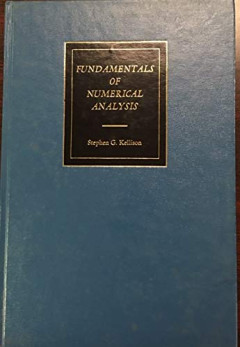 FUNDAMENTALS
OF
NUMERICAL
ANALYSIS
Stephen G. Kellison